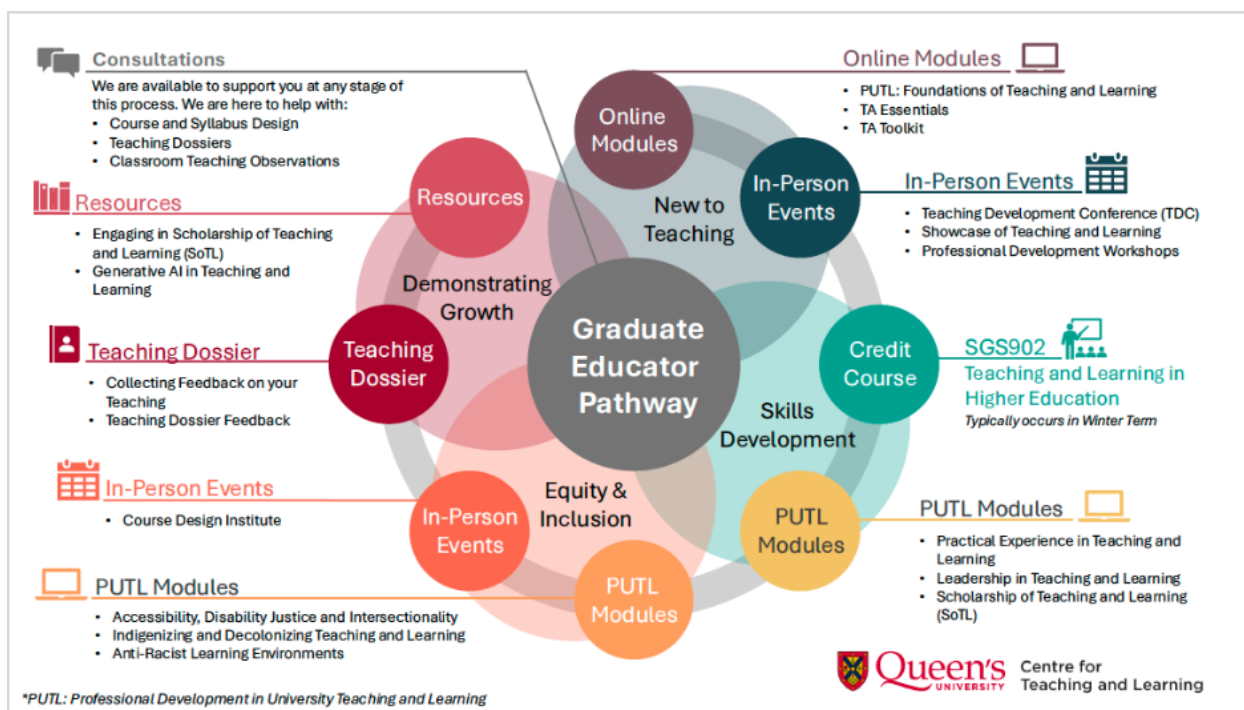 Consultations
We are available to support you at any stage of
this process. We are here to help with:
• Course and Syllabus Design
• Teaching Dossiers
• Classroom Teaching Observations
Resources
• Engaging in Scholarship of Teaching
and Learning (SoTL)
• Generative AI in Teaching and
Learning
Teaching Dossier
• Collecting Feedback on your
Teaching
• Teaching Dossier Feedback
In-Person Events
• Course Design Institute
PUTL Modules
• Accessibility, Disability Justice and Intersectionality
• Indigenizing and Decolonizing Teaching and Learning
• Anti-Racist Learning Environments
*PUTL: Professional Development in University Teaching and Learning
Online
Modules
In-Person
Events
New to
Teaching
Resources
Demonstrating
Growth
Teaching
Dossier
Graduate
Educator
Pathway
Credit
Course
Skills
Development
Equity &
Inclusion
In-Person
Events
PUTL
Modules
PUTL
Modules
Online Modules
• PUTL: Foundations of Teaching and Learning
• TA Essentials
• TA Toolkit
In-Person Events
• Teaching Development Conference (TDC)
• Showcase of Teaching and Learning
• Professional Development Workshops
SGS902
Teaching and Learning in
Higher Education
Typically occurs in Winter Term
PUTL Modules
• Practical Experience in Teaching and
Learning
• Leadership in Teaching and Learning
• Scholarship of Teaching and Learning
(SoTL)
Queen's
UNIVERSITY
Centre for
Teaching and Learning